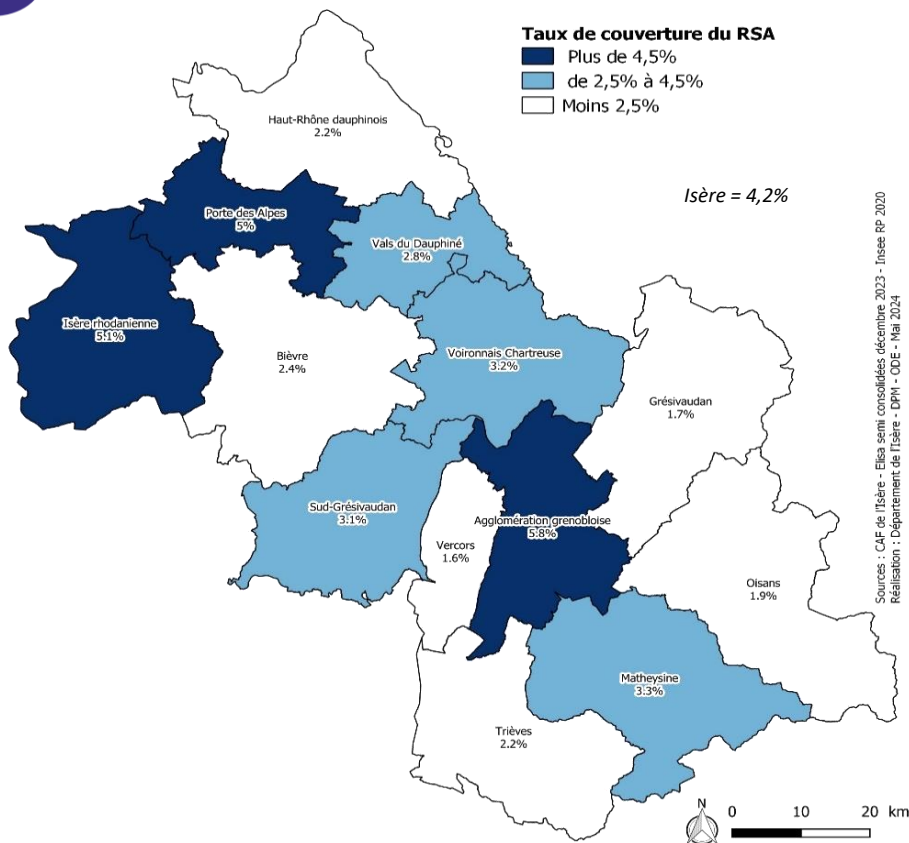 Taux de couverture du RSA
Plus de 4,5%
de 2,5% à 4,5%
Moins 2,5%
Isère = 4,2%
Haut-Rhône dauphinois
2.2%
Porte des Alpes
5%
Vals du Dauphiné
2.8%
Isère rhodanienne
5.1%
Bièvre
2.4%
Voironnais Chartreuse
3.2%
Grésivaudan
1.7%
Sud-Grésivaudan
3.1%
Agglomération grenobloise
5.8%
Vercors
1.6%
Oisans
1.9%
Matheysine
3.3%
Trièves
2.2%
N
0 10 20 km
Sources : CAF de l'Isère - Elisa semi consolidées décembre 2023 - Insee RP 2020
Réalisation : Département de l'Isère - DPM - ODE - Mai 2024